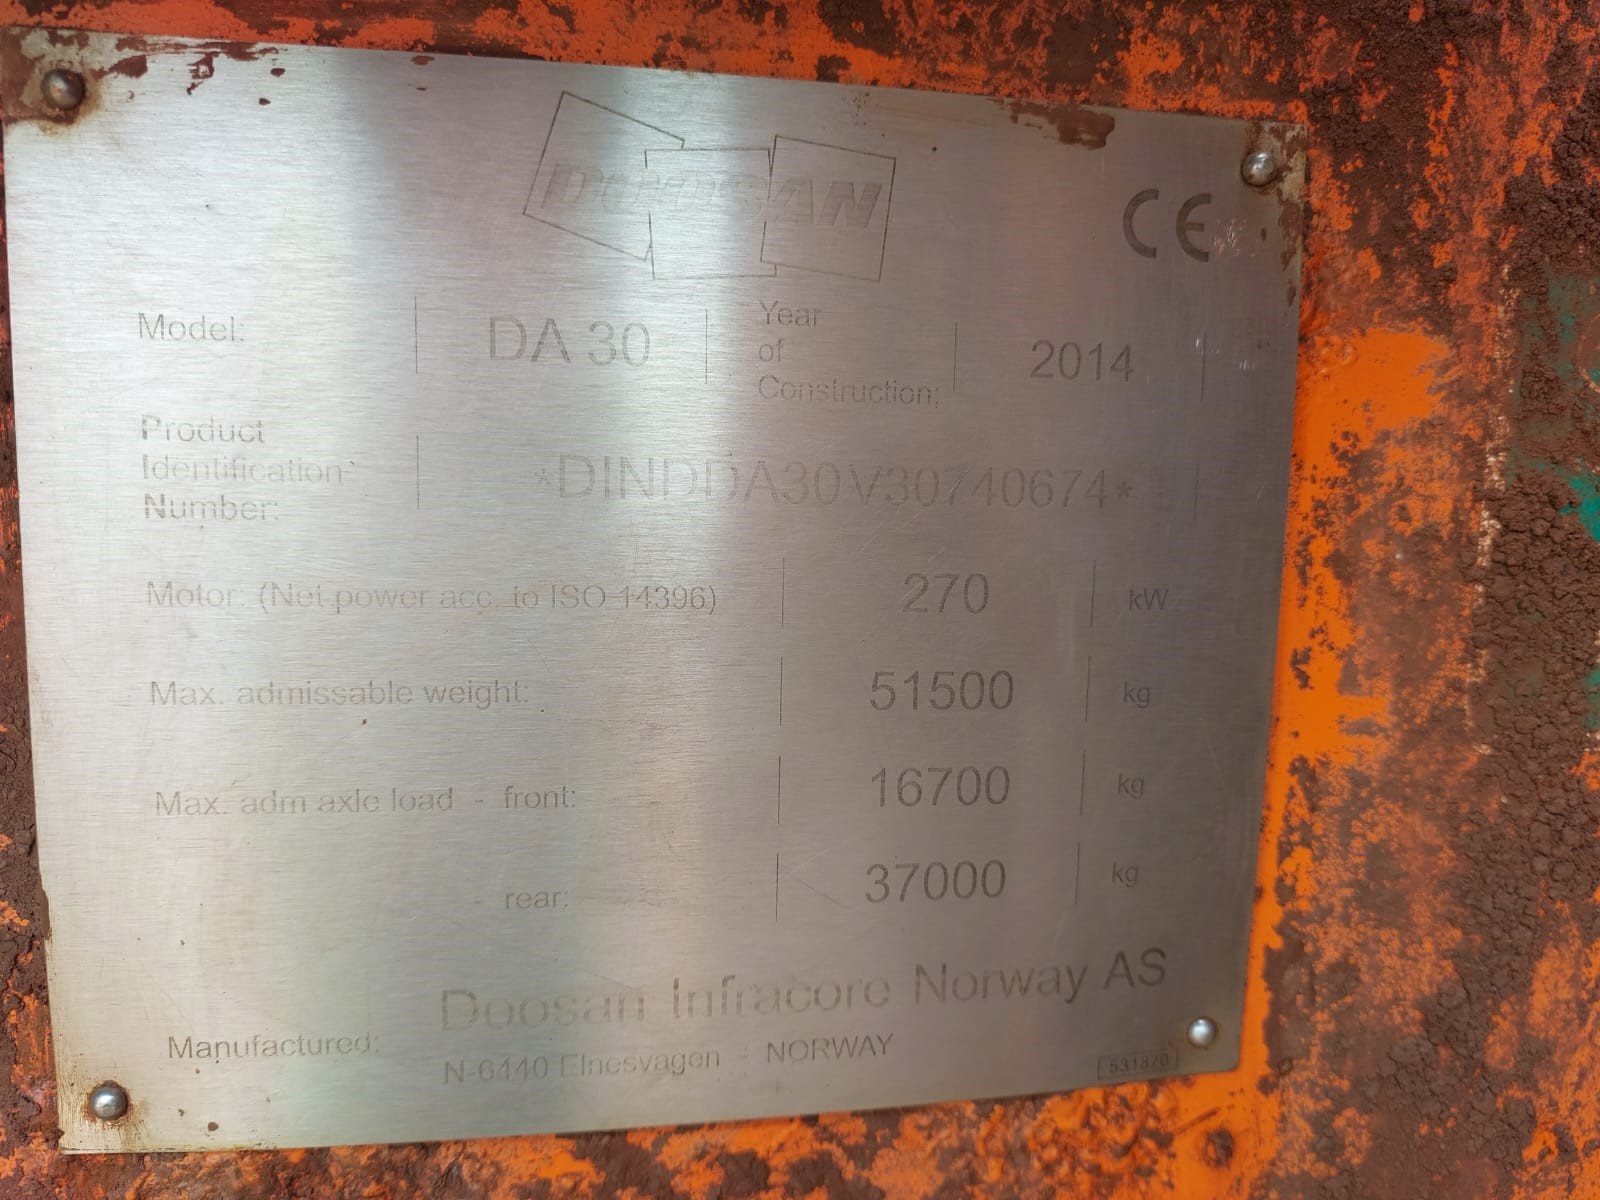 DOOSAN
CE
Model: DA 30 Year of Construction: 2014
Product Identification Number: *DINDDA30V30740674*
Motor: (Net power acc. to ISO 14396) 270 kW
Max. admissable weight: 51500 kg
Max. adm axle load - front: 16700 kg
- rear: 37000 kg
Manufactured: Doosan Infracore Norway AS
N-6440 Elnesvagen - NORWAY
531870